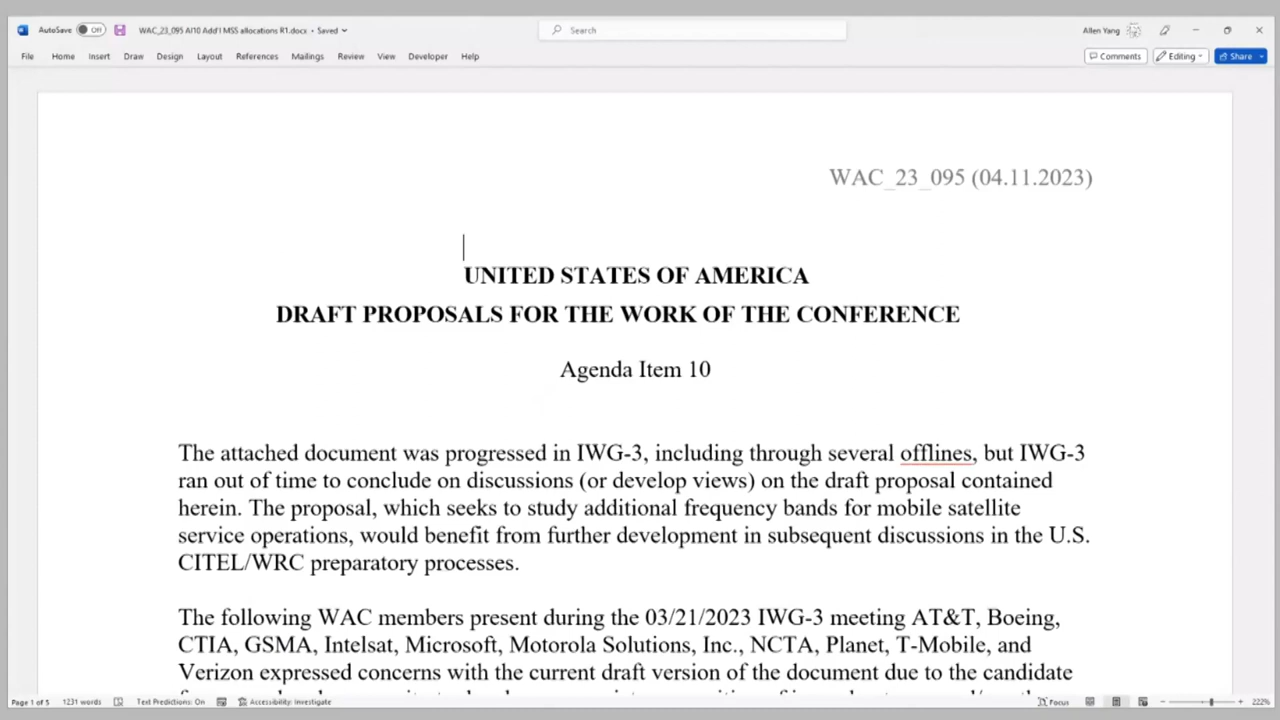 AutoSave Off WAC_23_095 AI10 Add'l MSS allocations R1.docx • Saved Search Allen Yang
File Home Insert Draw Design Layout References Mailings Review View Developer Help Comments Editing Share
WAC_23_095 (04.11.2023)
UNITED STATES OF AMERICA
DRAFT PROPOSALS FOR THE WORK OF THE CONFERENCE
Agenda Item 10
The attached document was progressed in IWG-3, including through several offlines, but IWG-3
ran out of time to conclude on discussions (or develop views) on the draft proposal contained
herein. The proposal, which seeks to study additional frequency bands for mobile satellite
service operations, would benefit from further development in subsequent discussions in the U.S.
CITEL/WRC preparatory processes.
The following WAC members present during the 03/21/2023 IWG-3 meeting AT&T, Boeing,
CTIA, GSMA, Intelsat, Microsoft, Motorola Solutions, Inc., NCTA, Planet, T-Mobile, and
Verizon expressed concerns with the current draft version of the document due to the candidate
Page 1 of 5 1231 words Text Predictions: On Accessibility: Investigate Focus 222%